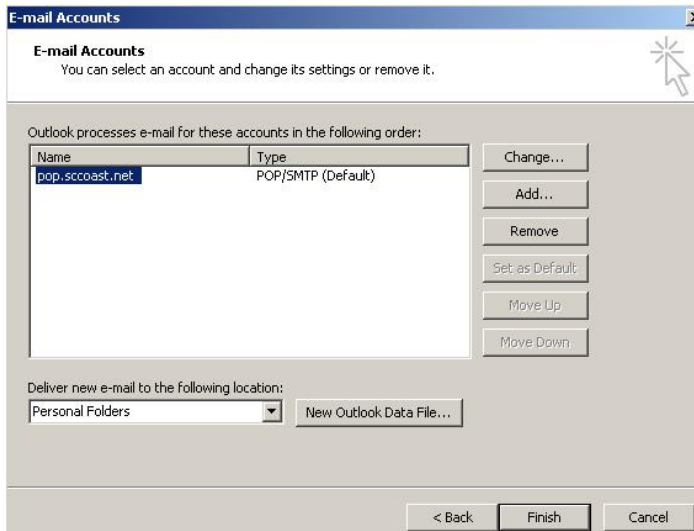 E-mail Accounts
E-mail Accounts
You can select an account and change its settings or remove it.
Outlook processes e-mail for these accounts in the following order:
Name Type
pop.sccoast.net POP/SMTP (Default)
Change...
Add...
Remove
Set as Default
Move Up
Move Down
Deliver new e-mail to the following location:
Personal Folders New Outlook Data File...
< Back Finish Cancel